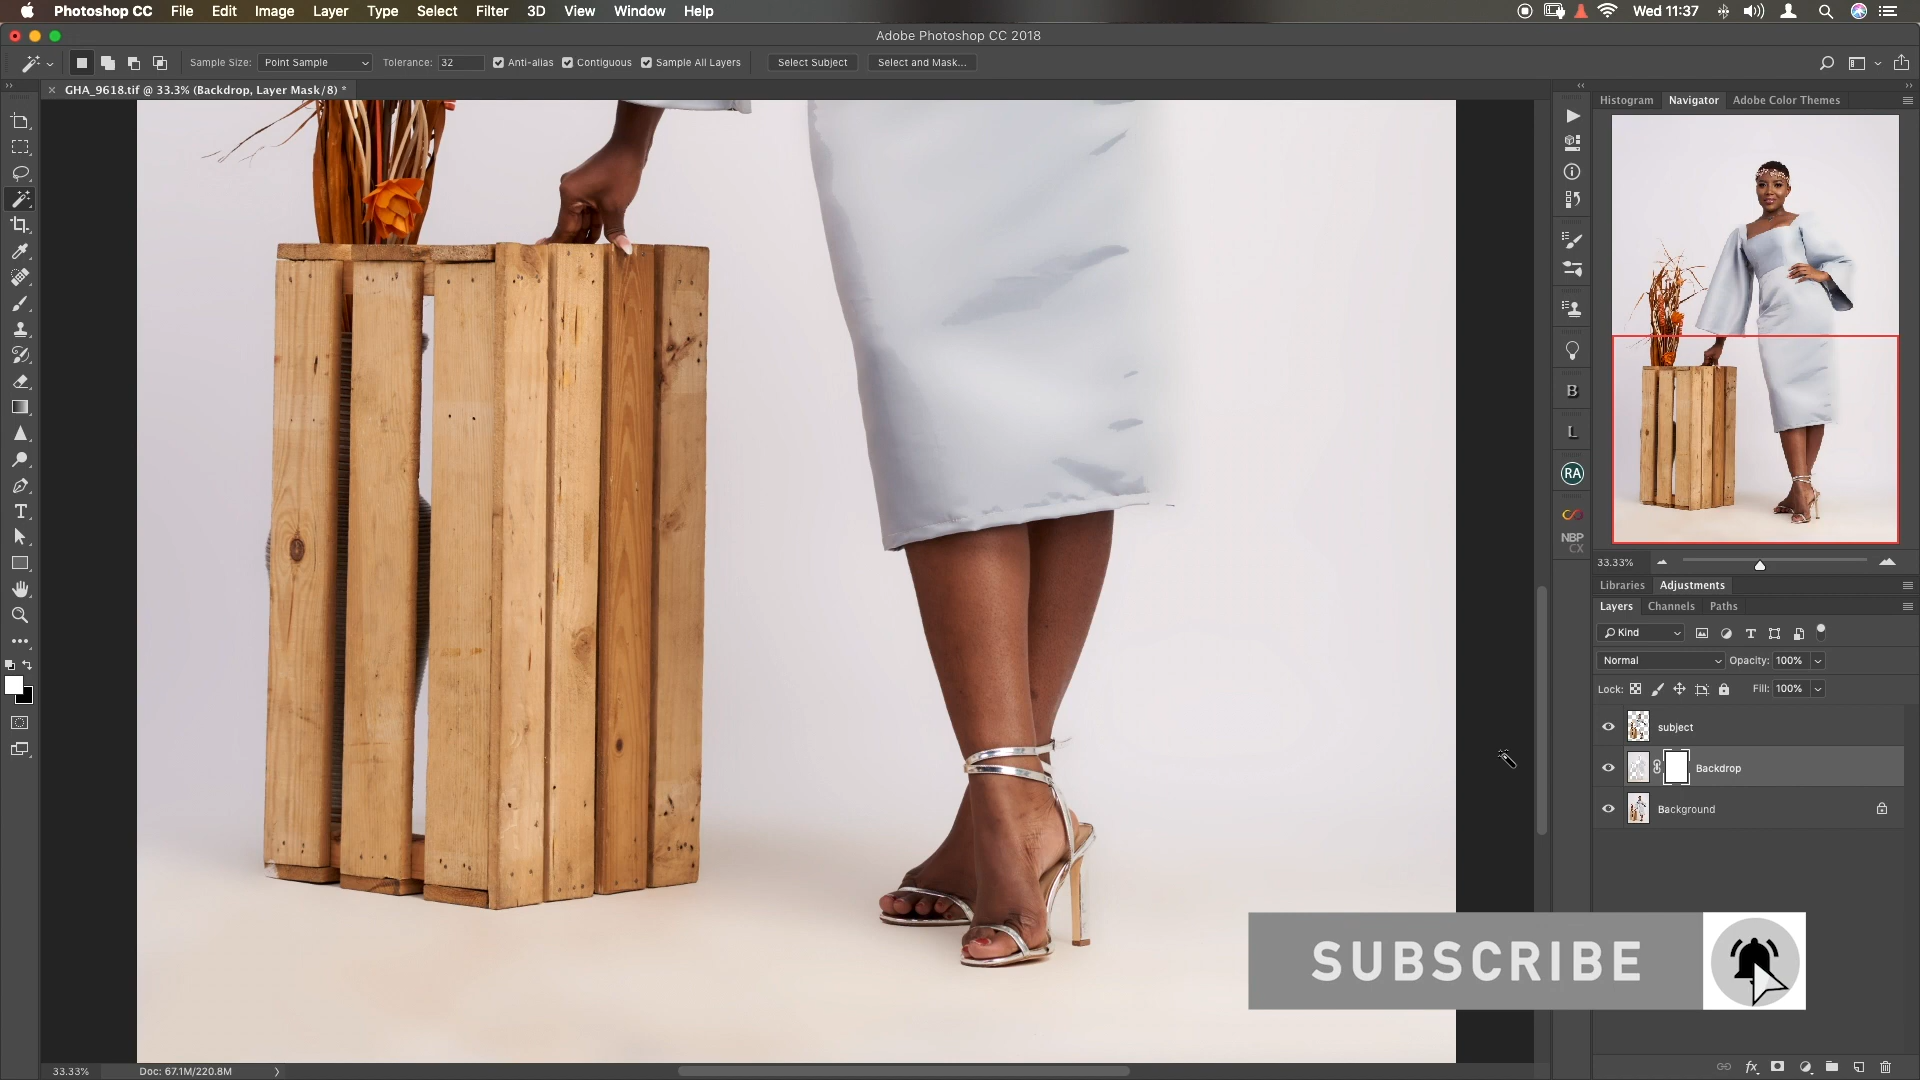 Photoshop CC File Edit Image Layer Type Select Filter 3D View Window Help Wed 11:37
Adobe Photoshop CC 2018
Sample Size: Point Sample Tolerance: 32 Anti-alias Contiguous Sample All Layers Select Subject Select and Mask...
GHA_9618.tif @ 33.3% (Backdrop, Layer Mask/8) *
Histogram Navigator Adobe Color Themes
B
L
RA
NBP
CX
33.33%
Libraries Adjustments
Layers Channels Paths
Kind
Normal Opacity: 100%
Lock: Fill: 100%
subject
Backdrop
Background
SUBSCRIBE
33.33% Doc: 67.1M/220.8M